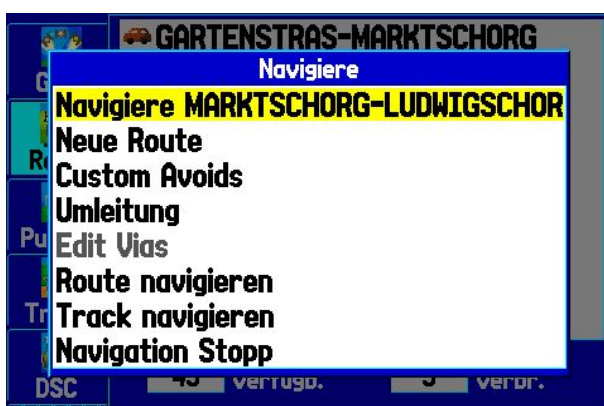 GARTENSTRAS-MARKTSCHORG
Navigiere
Navigiere MARKTSCHORG-LUDWIGSCHOR
Neue Route
Custom Avoids
Umleitung
Edit Vias
Route navigieren
Track navigieren
Navigation Stopp
DSC
verfügb.
verbr.